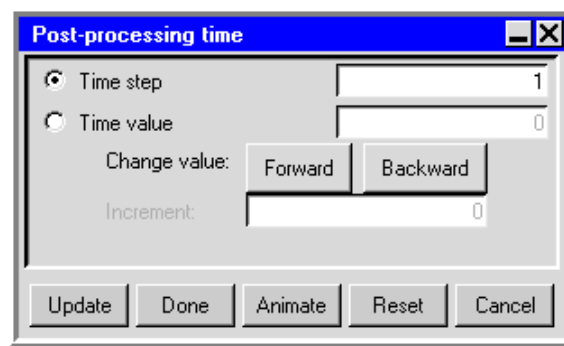 Post-processing time
Time step 1
Time value 0
Change value: Forward Backward
Increment: 0
Update Done Animate Reset Cancel